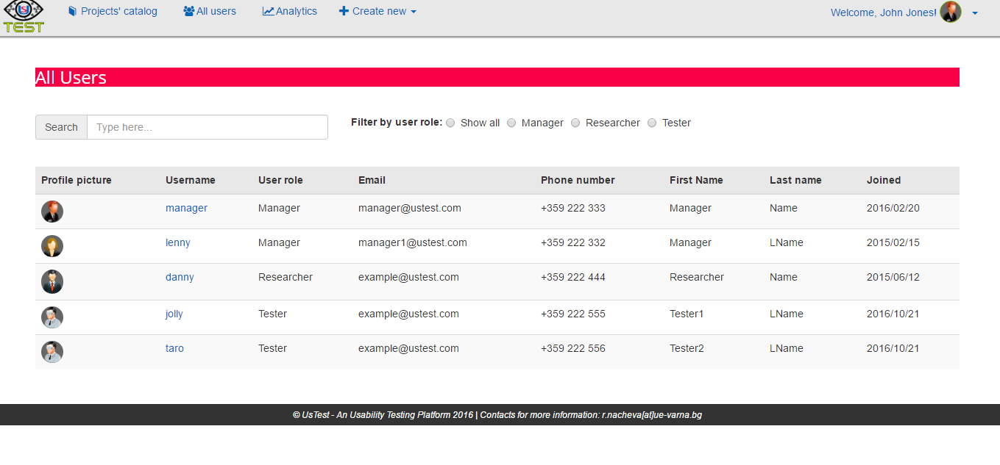 US
TEST
Projects' catalog All users Analytics Create new Welcome, John Jones!
All Users
Search Type here... Filter by user role: Show all Manager Researcher Tester
Profile picture Username User role Email Phone number First Name Last name Joined
manager Manager manager@ustest.com +359 222 333 Manager Name 2016/02/20
lenny Manager manager1@ustest.com +359 222 332 Manager LName 2015/02/15
danny Researcher example@ustest.com +359 222 444 Researcher Name 2015/06/12
jolly Tester example@ustest.com +359 222 555 Tester1 LName 2016/10/21
taro Tester example@ustest.com +359 222 556 Tester2 LName 2016/10/21
© UsTest - An Usability Testing Platform 2016 | Contacts for more information: r.nacheva[at]ue-varna.bg